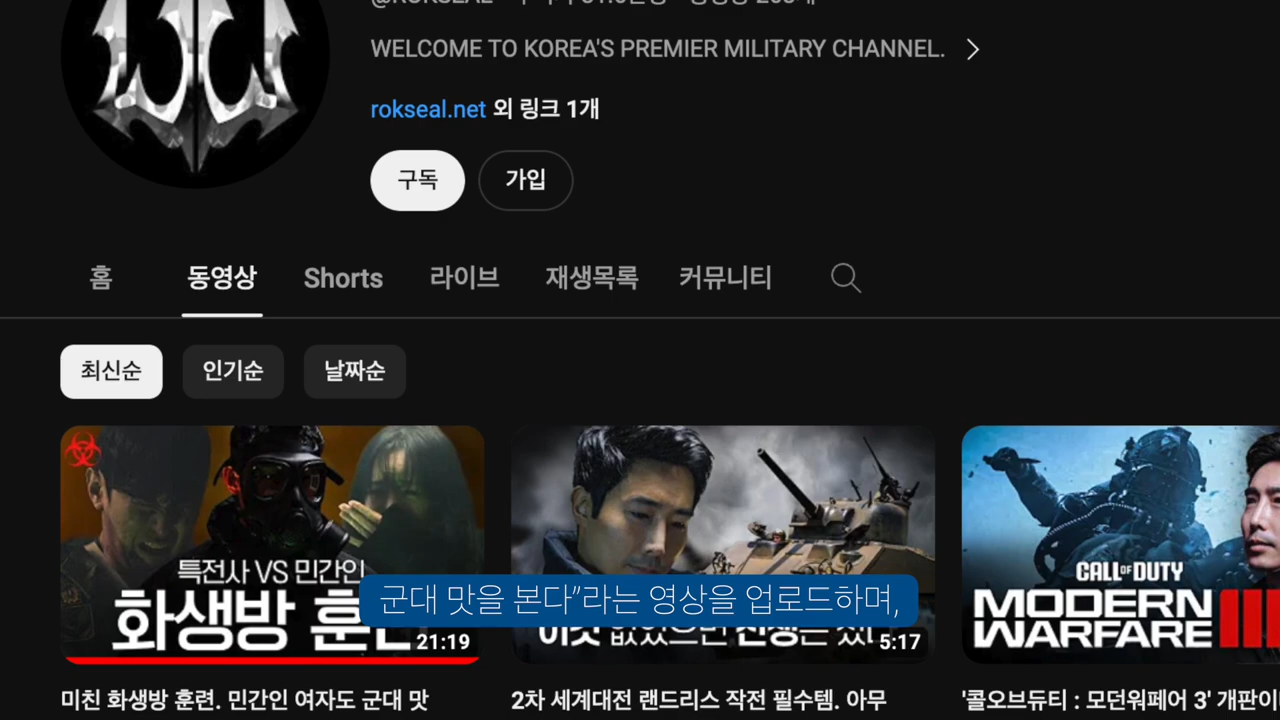 @ROKSEAL
WELCOME TO KOREA'S PREMIER MILITARY CHANNEL.
rokseal.net 외 링크 1개
구독 가입
홈 동영상 Shorts 라이브 재생목록 커뮤니티
최신순 인기순 날짜순
특전사 VS 민간인
화생방
21:19
군대 맛을 본다”라는 영상을 업로드하며,
5:17
CALL OF DUTY
MODERN
WARFARE III
미친 화생방 훈련. 민간인 여자도 군대 맛
2차 세계대전 랜드리스 작전 필수템. 아무
'콜오브듀티 : 모던워페어 3' 개판이